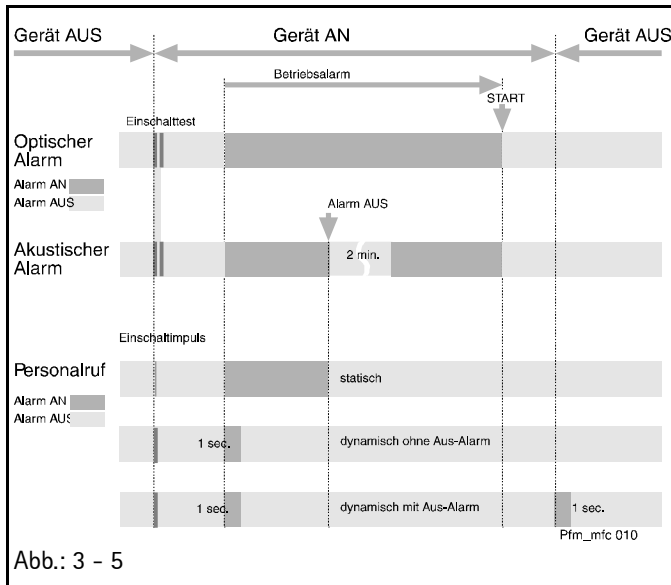 Gerät AUS Gerät AN Gerät AUS
Betriebsalarm
START
Einschalttest
Optischer
Alarm
Alarm AN
Alarm AUS
Alarm AUS
Akustischer
Alarm
2 min.
Einschaltimpuls
Personalruf
statisch
Alarm AN
Alarm AUS
1 sec. dynamisch ohne Aus-Alarm
1 sec. dynamisch mit Aus-Alarm 1 sec.
Pfm_mfc 010
Abb.: 3 - 5